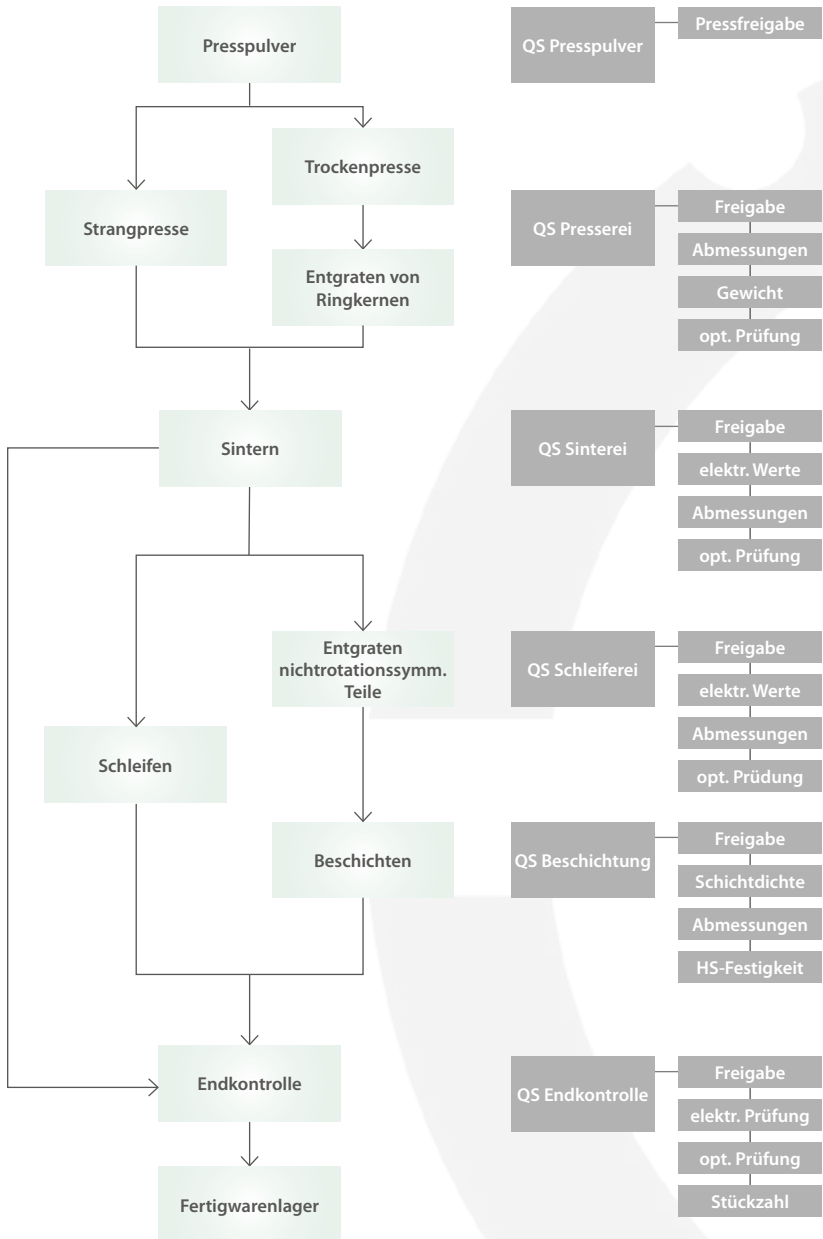 Presspulver
QS Presspulver
Pressfreigabe
Trockenpresse
Strangpresse
Entgraten von
Ringkernen
QS Presserei
Freigabe
Abmessungen
Gewicht
opt. Prüfung
Sintern
QS Sinterei
Freigabe
elektr. Werte
Abmessungen
opt. Prüfung
Entgraten
nichtrotationssymm.
Teile
Schleifen
QS Schleiferei
Freigabe
elektr. Werte
Abmessungen
opt. Prüdung
Beschichten
QS Beschichtung
Freigabe
Schichtdichte
Abmessungen
HS-Festigkeit
Endkontrolle
QS Endkontrolle
Freigabe
elektr. Prüfung
opt. Prüfung
Stückzahl
Fertigwarenlager